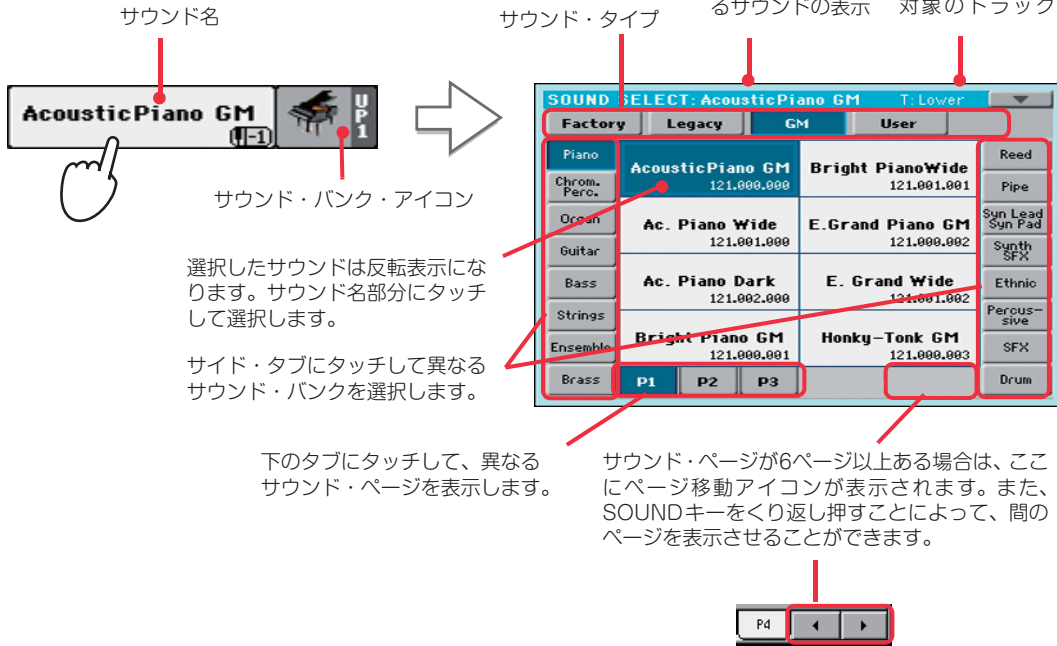 サウンド名
サウンド・タイプ
るサウンドの表示
対象のトラック
AcousticPiano GM
-1
UP1
サウンド・バンク・アイコン
SOUND SELECT: AcousticPiano GM T: Lower
Factory Legacy GM User
Piano
Chrom.
Perc.
Organ
Guitar
Bass
Strings
Ensemble
Brass
AcousticPiano GM
121.000.000
Bright PianoWide
121.001.001
Ac. Piano Wide
121.001.000
E.Grand Piano GM
121.000.002
Ac. Piano Dark
121.002.000
E. Grand Wide
121.001.002
Bright Piano GM
121.000.001
Honky-Tonk GM
121.000.003
Reed
Pipe
Syn Lead
Syn Pad
Synth
SFX
Ethnic
Percus-
sive
SFX
Drum
P1 P2 P3
選択したサウンドは反転表示にな
ります。サウンド名部分にタッチ
して選択します。
サイド・タブにタッチして異なる
サウンド・バンクを選択します。
下のタブにタッチして、異なる
サウンド・ページを表示します。
サウンド・ページが6ページ以上ある場合は、ここ
にページ移動アイコンが表示されます。また、
SOUNDキーをくり返し押すことによって、間の
ページを表示させることができます。
P4